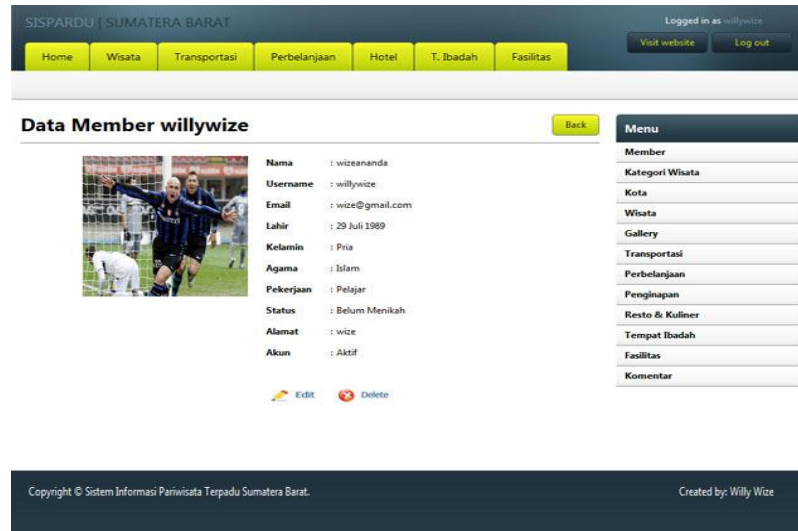 SISPARDU | SUMATERA BARAT
Logged in as willywize
Visit website Log out
Home Wisata Transportasi Perbelanjaan Hotel T. Ibadah Fasilitas
Data Member willywize
Back
Nama : wizeananda
Username : willywize
Email : wize@gmail.com
Lahir : 29 Juli 1989
Kelamin : Pria
Agama : Islam
Pekerjaan : Pelajar
Status : Belum Menikah
Alamat : wize
Akun : Aktif
Edit Delete
Menu
Member
Kategori Wisata
Kota
Wisata
Gallery
Transportasi
Perbelanjaan
Penginapan
Resto & Kuliner
Tempat Ibadah
Fasilitas
Komentar
Copyright © Sistem Informasi Pariwisata Terpadu Sumatera Barat.
Created by: Willy Wize